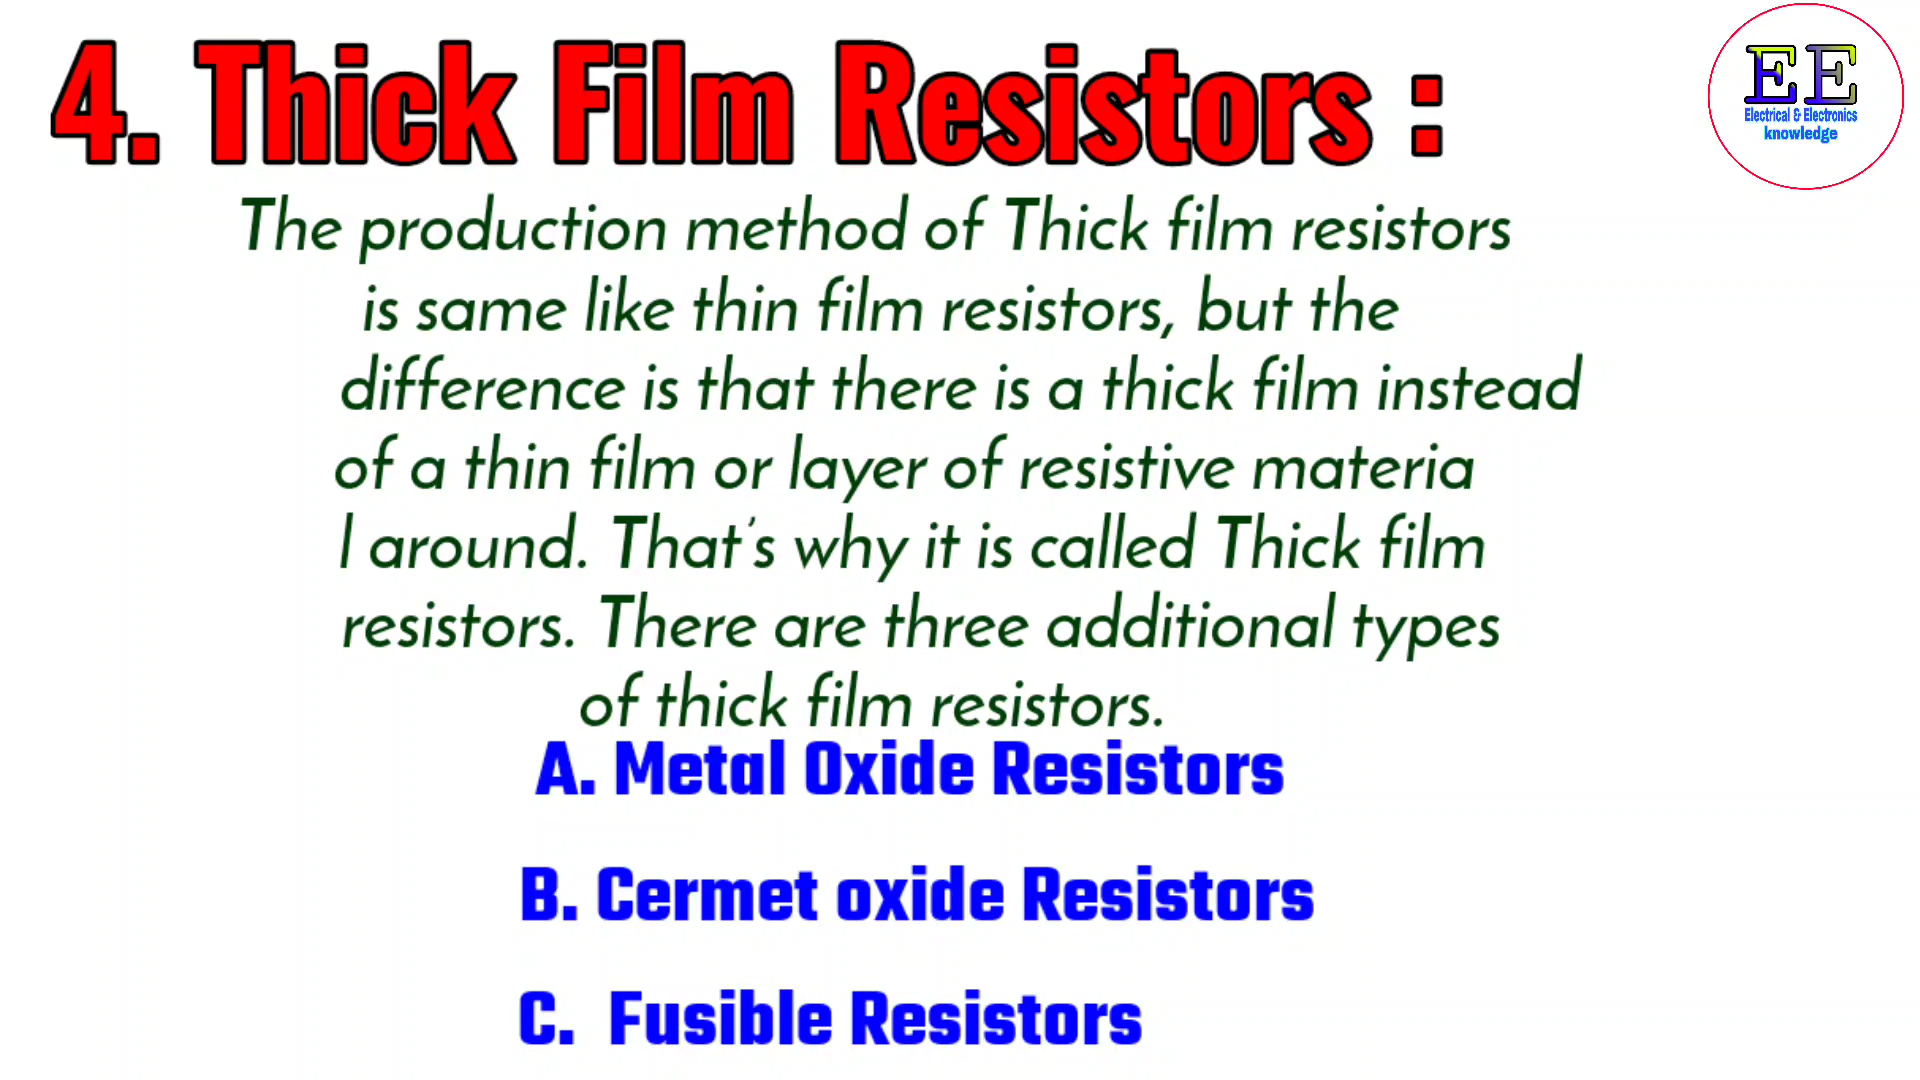 4. Thick Film Resistors :
EE
Electrical & Electronics
knowledge
The production method of Thick film resistors
is same like thin film resistors, but the
difference is that there is a thick film instead
of a thin film or layer of resistive materia
l around. That's why it is called Thick film
resistors. There are three additional types
of thick film resistors.
A. Metal Oxide Resistors
B. Cermet oxide Resistors
C. Fusible Resistors